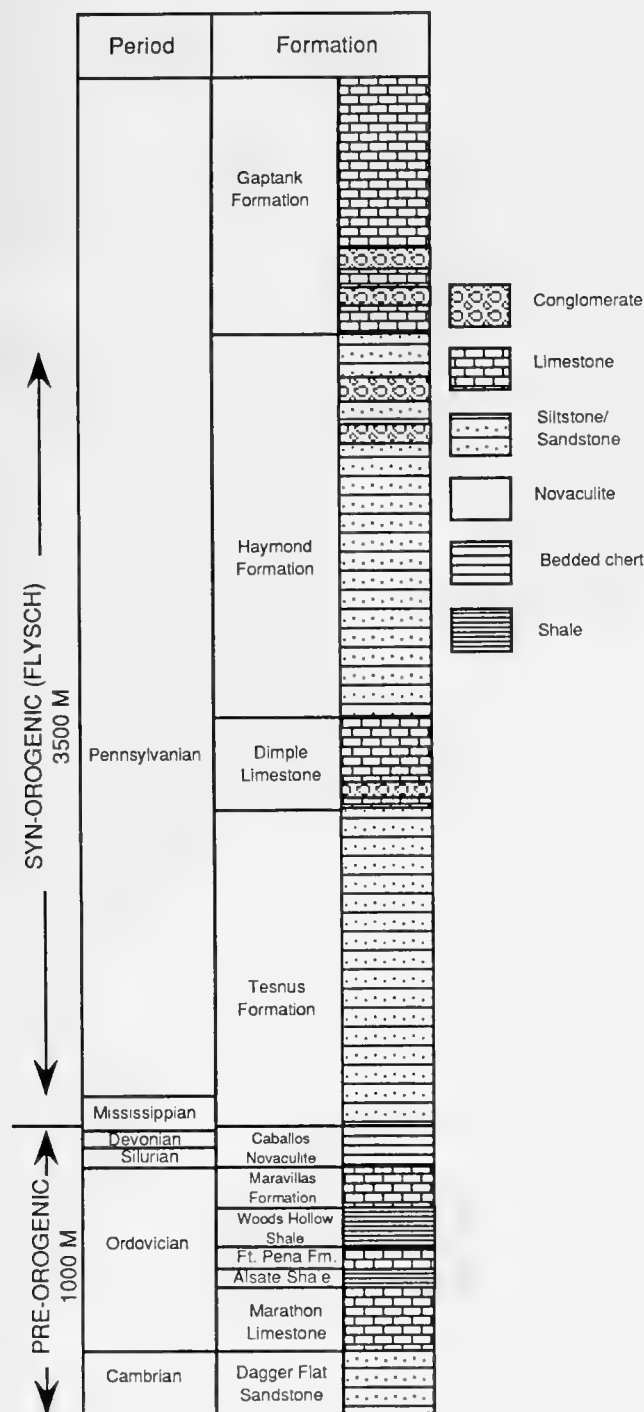 Period
Formation
Gaptank
Formation
Haymond
Formation
Dimple
Limestone
Tesnus
Formation
Caballos
Novaculite
Maravillas
Formation
Woods Hollow
Shale
Ft. Pena Fm.
Alsate Shale
Marathon
Limestone
Dagger Flat
Sandstone
Pennsylvanian
Mississippian
Devonian
Silurian
Ordovician
Cambrian
SYN-OROGENIC (FLYSCH)
3500 M
PRE-OROGENIC
1000 M
Conglomerate
Limestone
Siltstone/
Sandstone
Novaculite
Bedded chert
Shale